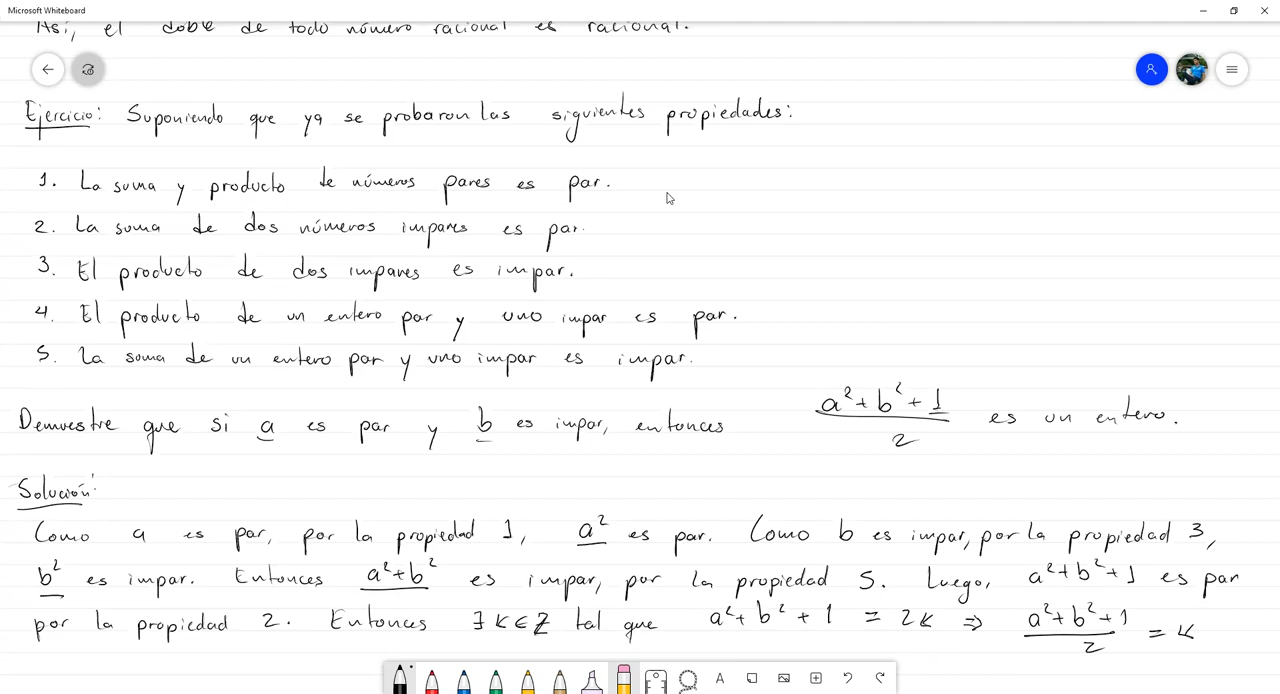 Microsoft Whiteboard
Así, el doble de todo número racional es racional.
Ejercicio: Suponiendo que ya se probaron las siguientes propiedades:
1. La suma y producto de números pares es par.
2. La suma de dos números impares es par.
3. El producto de dos impares es impar.
4. El producto de un entero par y uno impar es par.
5. La suma de un entero par y uno impar es impar.
Demuestre que si a es par y b es impar, entonces (a² + b² + 1)/2 es un entero.
Solución:
Como a es par, por la propiedad 1, a² es par. Como b es impar, por la propiedad 3,
b² es impar. Entonces a² + b² es impar, por la propiedad 5. Luego, a² + b² + 1 es par
por la propiedad 2. Entonces ∃ k ∈ ℤ tal que a² + b² + 1 = 2k ⇒ (a² + b² + 1)/2 = k
A